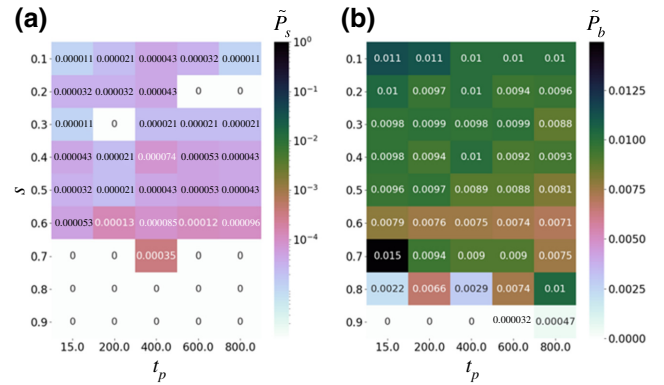 (a) P̃s (b) P̃b
0.1 0.000011 0.000021 0.000043 0.000032 0.000011 10⁰ 0.1 0.011 0.011 0.01 0.01 0.01
0.2 0.000032 0.000032 0.000043 0 0 10⁻¹ 0.2 0.01 0.0097 0.01 0.0094 0.0096 0.0125
0.3 0.000011 0 0.000021 0.000021 0.000021 0.3 0.0098 0.0099 0.0098 0.0099 0.0088 0.0100
0.4 0.000043 0.000021 0.000074 0.000053 0.000043 10⁻² 0.4 0.0098 0.0094 0.01 0.0092 0.0093
s 0.5 0.000032 0.000021 0.000043 0.000053 0.000043 10⁻³ 0.5 0.0096 0.0097 0.0089 0.0088 0.0081 0.0075
0.6 0.000053 0.00013 0.000085 0.00012 0.000096 10⁻⁴ 0.6 0.0079 0.0076 0.0075 0.0074 0.0071 0.0050
0.7 0 0 0.00035 0 0 0.7 0.015 0.0094 0.009 0.009 0.0075
0.8 0 0 0 0 0 0.8 0.0022 0.0066 0.0029 0.0074 0.01 0.0025
0.9 0 0 0 0 0 0.9 0 0 0 0.000032 0.00047 0.0000
15.0 200.0 400.0 600.0 800.0 15.0 200.0 400.0 600.0 800.0
tp tp